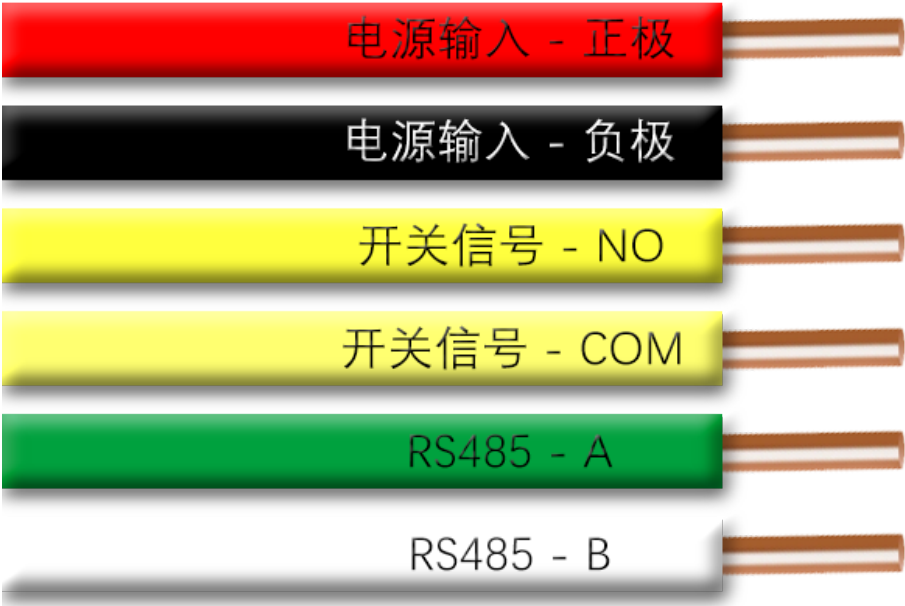 电源输入 - 正极
电源输入 - 负极
开关信号 - NO
开关信号 - COM
RS485 - A
RS485 - B